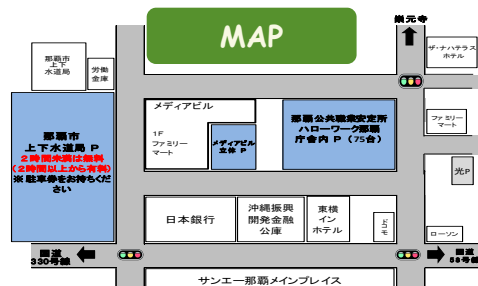 MAP
崇元寺
ザ・ナハテラス
ホテル
那覇市
上下
水道局
労働
金庫
那覇市
上下水道局 P
2時間未満は無料
(2時間以上から有料)
※ 駐車券をお持ちくだ
さい
メディアビル
1F
ファミリー
マート
メディアビル
立体 P
那覇公共職業安定所
ハローワーク那覇
庁舎内 P (75台)
ファミリー
マート
光P
日本銀行
沖縄振興
開発金融
公庫
東横
イン
ホテル
ローソン
国道
330号線
国道
58号線
サンエー那覇メインプレイス